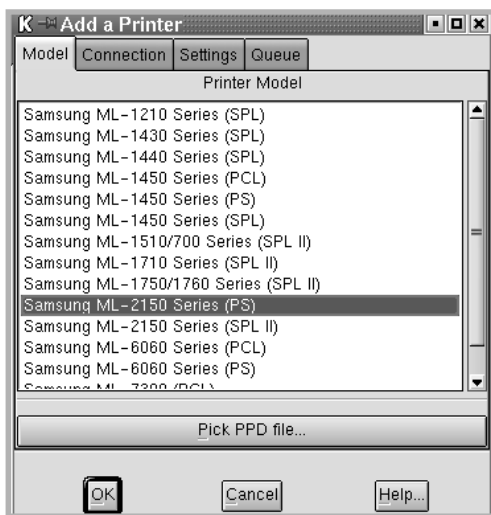 K Add a Printer
Model Connection Settings Queue
Printer Model
Samsung ML-1210 Series (SPL)
Samsung ML-1430 Series (SPL)
Samsung ML-1440 Series (SPL)
Samsung ML-1450 Series (PCL)
Samsung ML-1450 Series (PS)
Samsung ML-1450 Series (SPL)
Samsung ML-1510/700 Series (SPL II)
Samsung ML-1710 Series (SPL II)
Samsung ML-1750/1760 Series (SPL II)
Samsung ML-2150 Series (PS)
Samsung ML-2150 Series (SPL II)
Samsung ML-6060 Series (PCL)
Samsung ML-6060 Series (PS)
Samsung ML-7300 (PCL)
Pick PPD file...
OK Cancel Help...